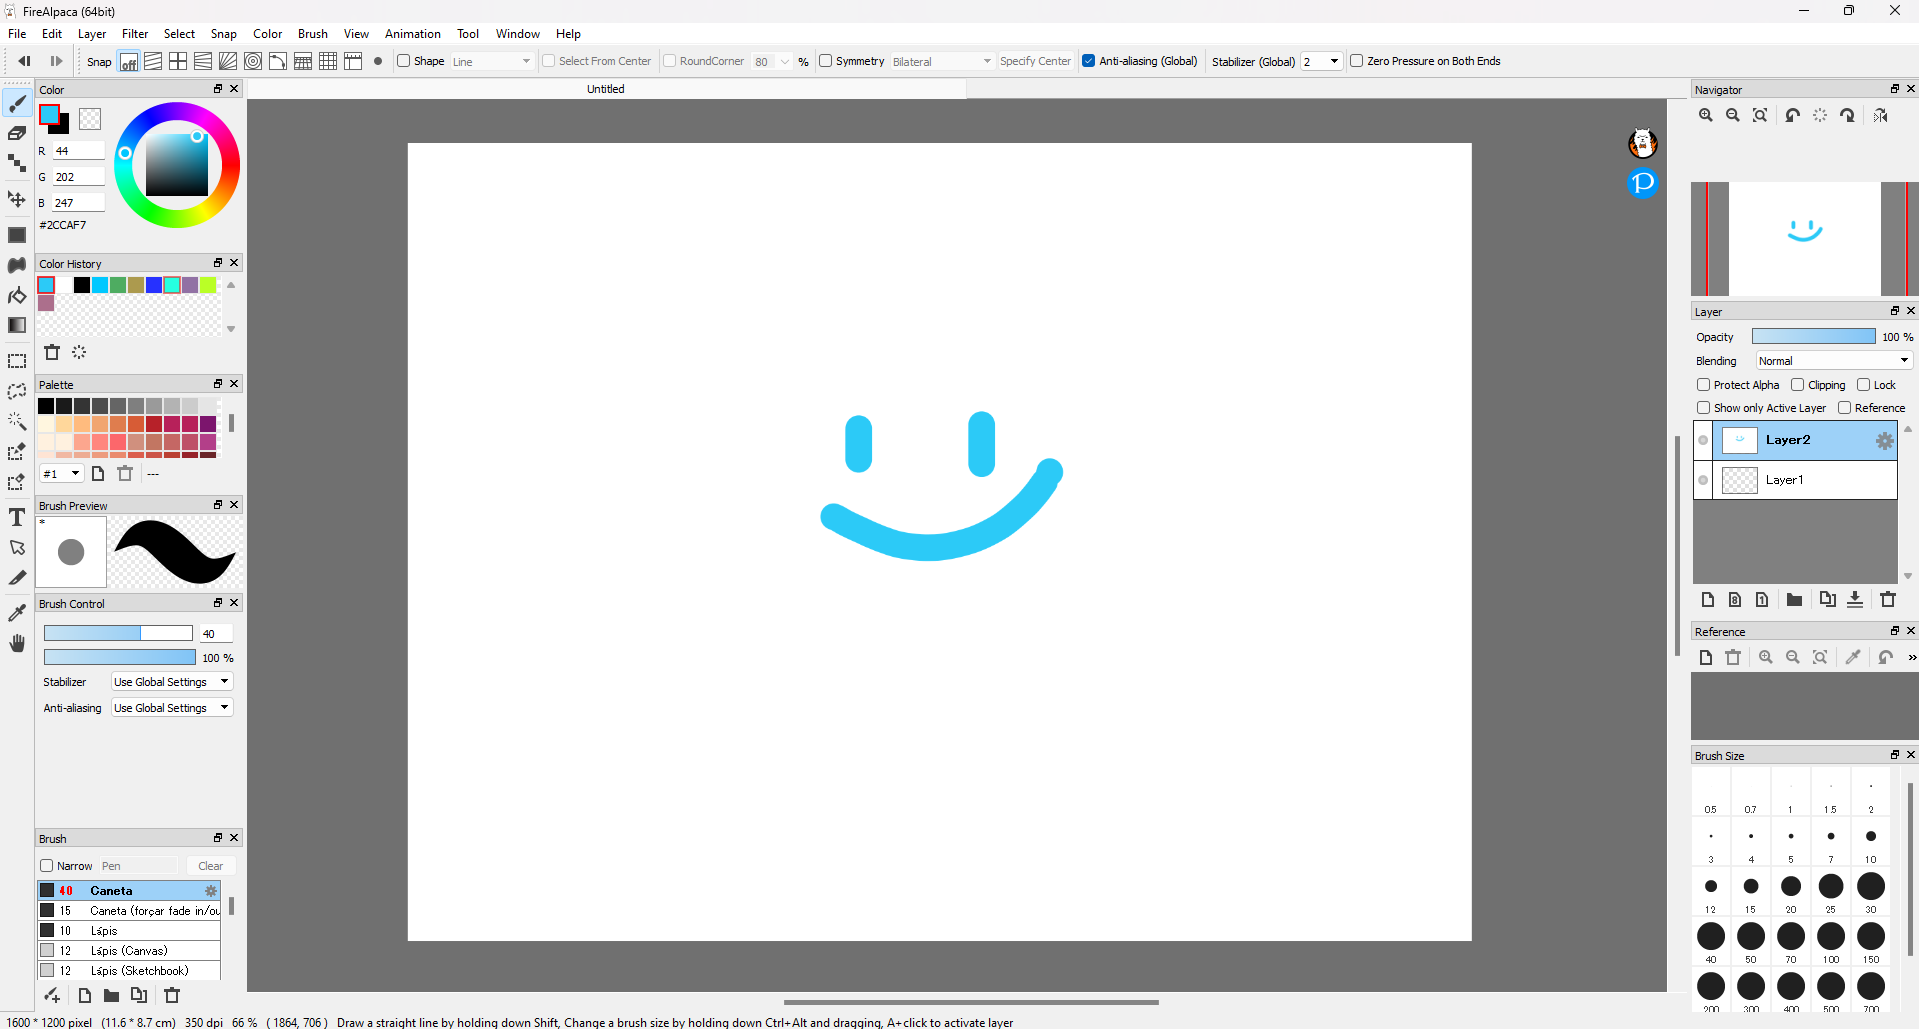 FireAlpaca (64bit)
File Edit Layer Filter Select Snap Color Brush View Animation Tool Window Help
Snap off Shape Line Select From Center RoundCorner 80 % Symmetry Bilateral Specify Center Anti-aliasing (Global) Stabilizer (Global) 2 Zero Pressure on Both Ends
Untitled
Color
R 44
G 202
B 247
#2CCAF7
Color History
Palette
#1 ---
Brush Preview
*
Brush Control
40
100 %
Stabilizer Use Global Settings
Anti-aliasing Use Global Settings
Brush
Narrow Pen Clear
40 Caneta
15 Caneta (forçar fade in/ou
10 Lápis
12 Lápis (Canvas)
12 Lápis (Sketchbook)
P
Navigator
Layer
Opacity 100 %
Blending Normal
Protect Alpha Clipping Lock
Show only Active Layer Reference
Layer2
Layer1
8 1
Reference
»
Brush Size
0.5 0.7 1 1.5 2
3 4 5 7 10
12 15 20 25 30
40 50 70 100 150
200 300 400 500 700
1600 * 1200 pixel (11.6 * 8.7 cm) 350 dpi 66 % ( 1864, 706 ) Draw a straight line by holding down Shift, Change a brush size by holding down Ctrl+Alt and dragging, A+click to activate layer